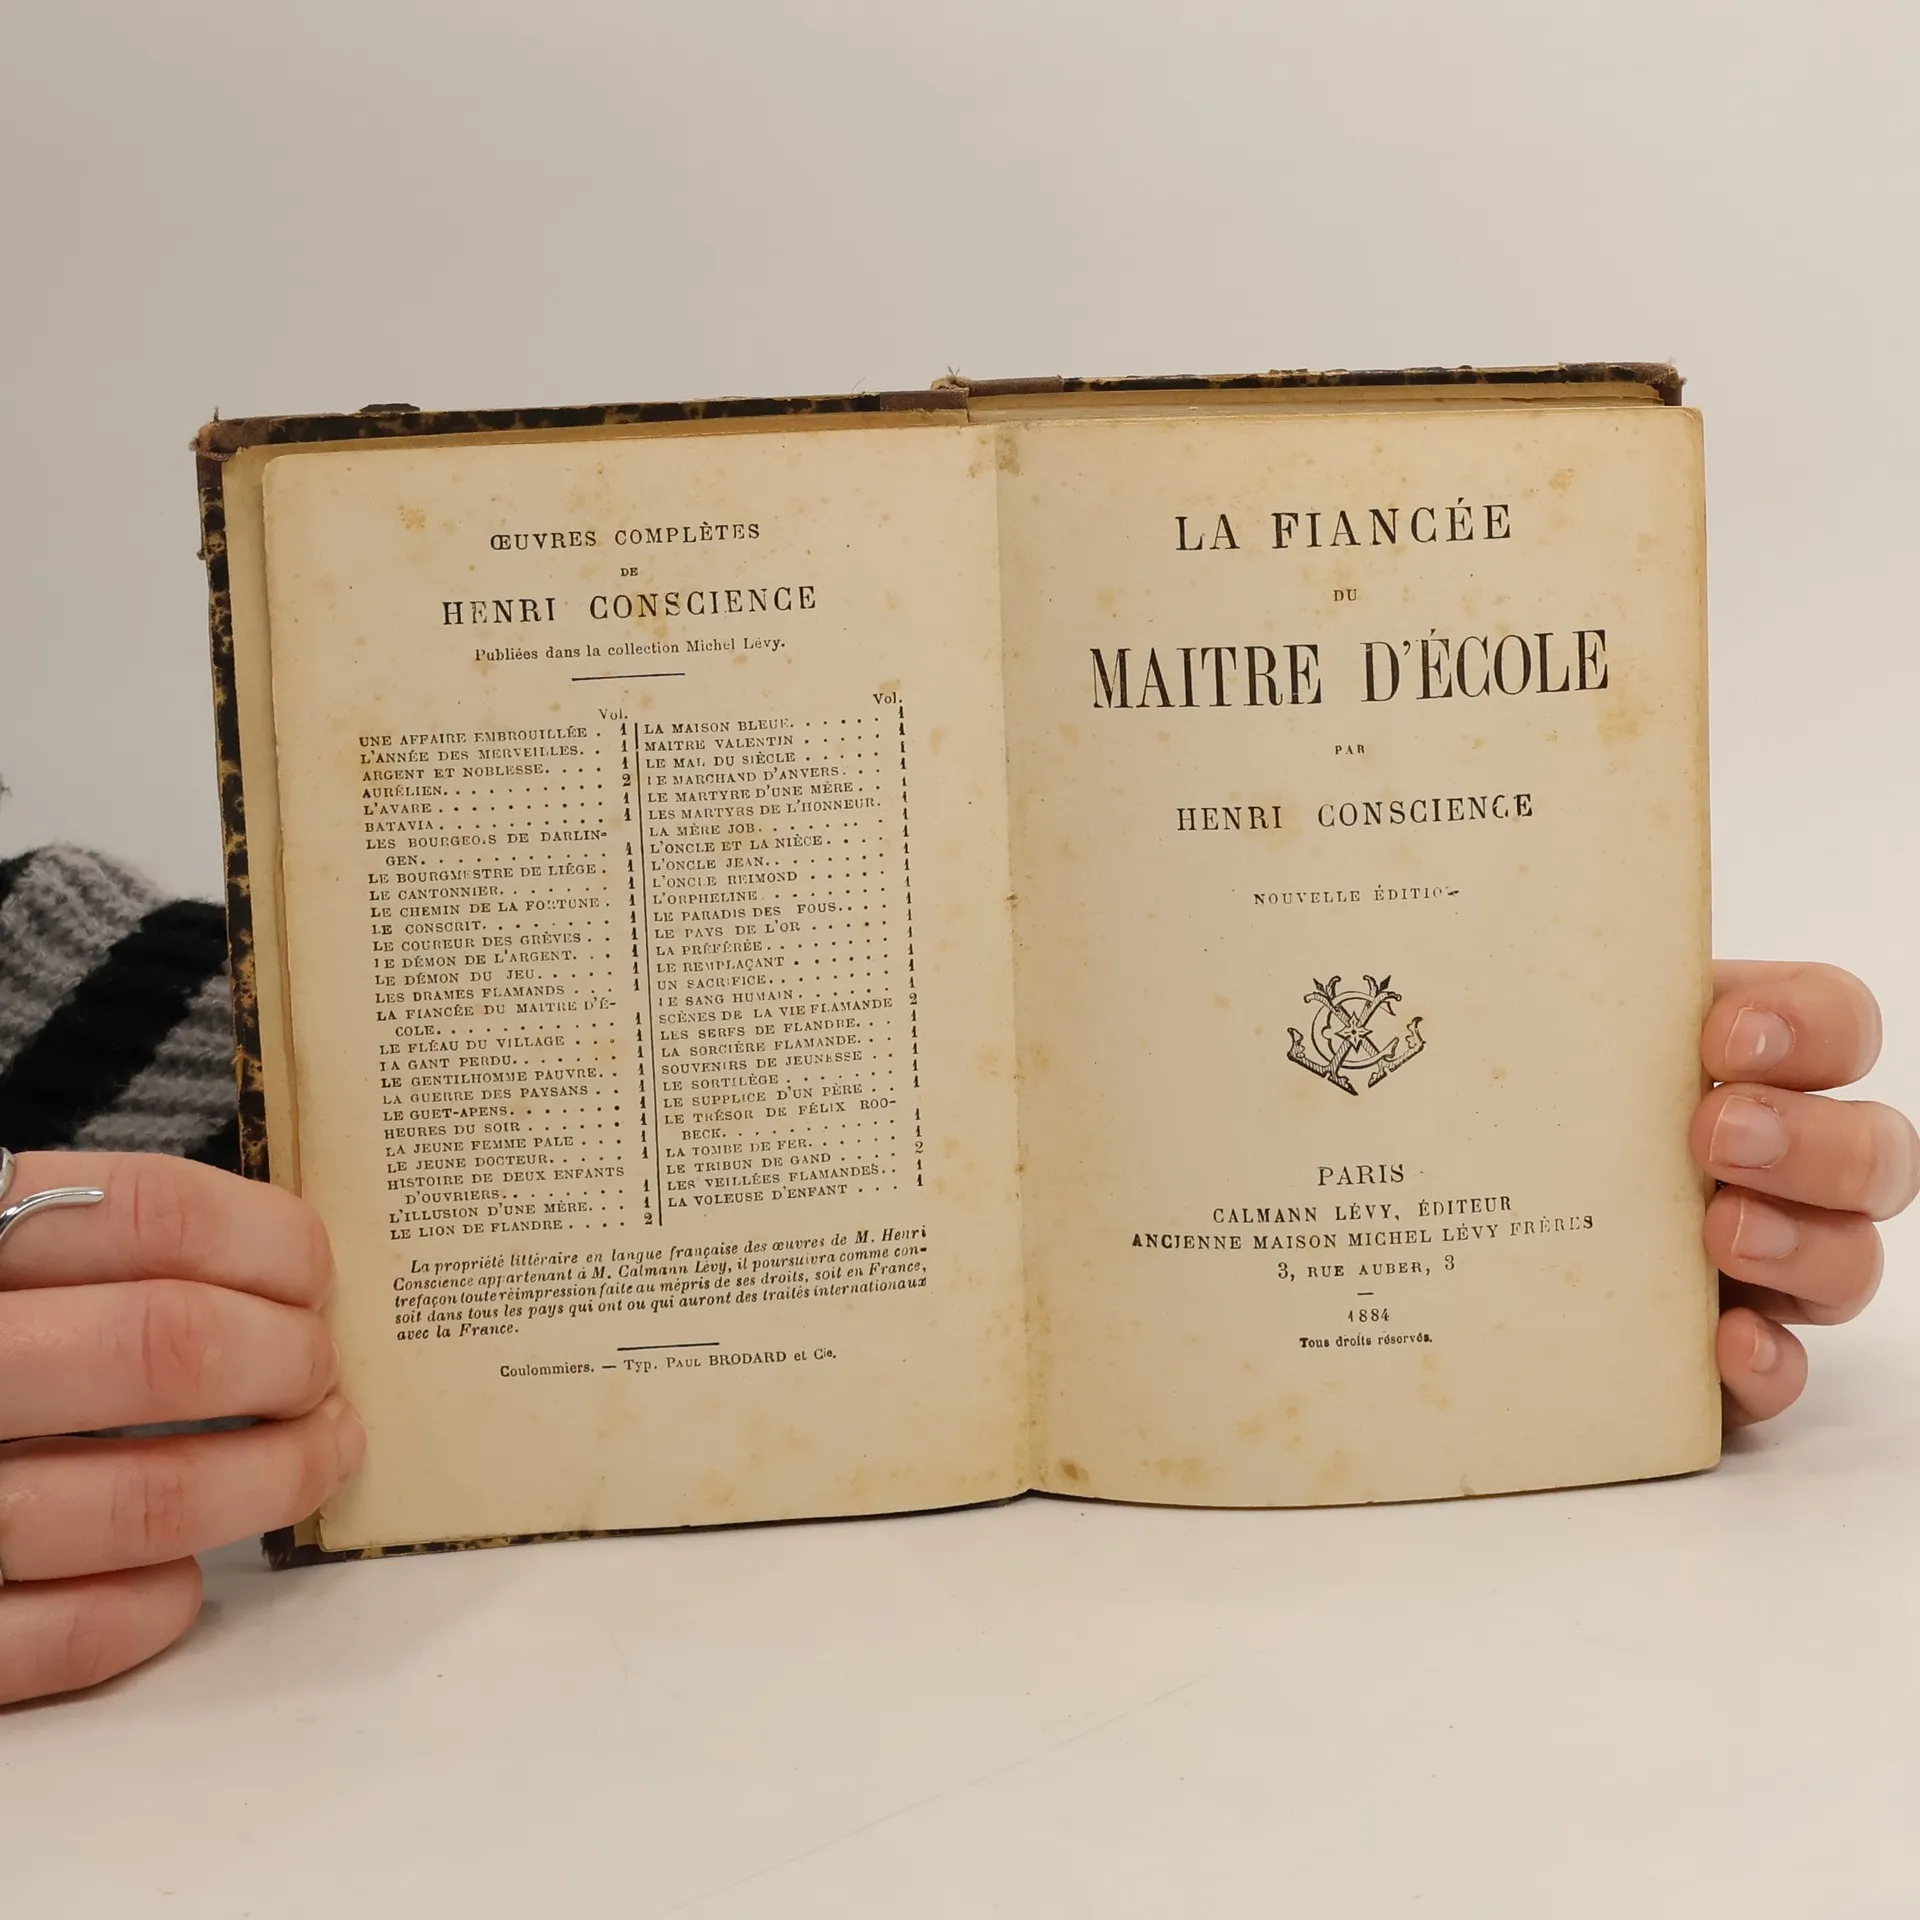 ŒUVRES COMPLÈTES
DE
HENRI CONSCIENCE
Publiées dans la collection Michel Lévy.
Vol.
UNE AFFAIRE EMBROUILLÉE . 1
L'ANNÉE DES MERVEILLES. . 1
ARGENT ET NOBLESSE. . . . 1
AURÉLIEN. . . . . . . . . . 2
L'AVARE . . . . . . . . . . 1
BATAVIA . . . . . . . . . . 1
LES BOURGEOIS DE DARLIN-
GEN. . . . . . . . . . . . 1
LE BOURGMESTRE DE LIÉGE . 1
LE CANTONNIER. . . . . . . 1
LE CHEMIN DE LA FORTUNE . 1
LE CONSCRIT. . . . . . . . 1
LE COUREUR DES GRÈVES . . 1
LE DÉMON DE L'ARGENT. . . 1
LE DÉMON DU JEU. . . . . 1
LES DRAMES FLAMANDS . . . 1
LA FIANCÉE DU MAITRE D'É-
COLE. . . . . . . . . . . 1
LE FLÉAU DU VILLAGE . . . 1
LA GANT PERDU. . . . . . . 1
LE GENTILHOMME PAUVRE. . 1
LA GUERRE DES PAYSANS . . 1
LE GUET-APENS. . . . . . . 1
HEURES DU SOIR . . . . . . 1
LA JEUNE FEMME PALE . . . 1
LE JEUNE DOCTEUR. . . . . 1
HISTOIRE DE DEUX ENFANTS
D'OUVRIERS. . . . . . . . 1
L'ILLUSION D'UNE MÈRE. . . 1
LE LION DE FLANDRE . . . . 2
Vol.
LA MAISON BLEUE. . . . . . 1
MAITRE VALENTIN . . . . . 1
LE MAL DU SIÈCLE . . . . . 1
LE MARCHAND D'ANVERS. . . 1
LE MARTYRE D'UNE MÈRE . . 1
LES MARTYRS DE L'HONNEUR. 1
LA MÈRE JOB. . . . . . . . 1
L'ONCLE ET LA NIÈCE. . . . 1
L'ONCLE JEAN. . . . . . . . 1
L'ONCLE REIMOND . . . . . 1
L'ORPHELINE . . . . . . . . 1
LE PARADIS DES FOUS. . . . 1
LE PAYS DE L'OR . . . . . 1
LA PRÉFÉRÉE . . . . . . . 1
LE REMPLAÇANT . . . . . . 1
UN SACRIFICE. . . . . . . . 1
LE SANG HUMAIN. . . . . . 1
SCÈNES DE LA VIE FLAMANDE 2
LES SERFS DE FLANDRE. . . 1
LA SORCIÈRE FLAMANDE. . . 1
SOUVENIRS DE JEUNESSE . . 1
LE SORTILÉGE . . . . . . . 1
LE SUPPLICE D'UN PÈRE . . 1
LE TRÉSOR DE FÉLIX ROO-
BECK. . . . . . . . . . . 1
LA TOMBE DE FER. . . . . . 1
LE TRIBUN DE GAND . . . . 2
LES VEILLÉES FLAMANDES. . 1
LA VOLEUSE D'ENFANT . . . 1
La propriété littéraire en langue française des œuvres de M. Henri
Conscience appartenant à M. Calmann Lévy, il poursuivra comme con-
trefaçon toute réimpression faite au mépris de ses droits, soit en France,
soit dans tous les pays qui ont ou qui auront des traités internationaux
avec la France.
Coulommiers. — Typ. PAUL BRODARD et Cie.
LA FIANCÉE
DU
MAITRE D'ÉCOLE
PAR
HENRI CONSCIENCE
NOUVELLE ÉDITION
PARIS
CALMANN LÉVY, ÉDITEUR
ANCIENNE MAISON MICHEL LÉVY FRÈRES
3, RUE AUBER, 3
1884
Tous droits réservés.